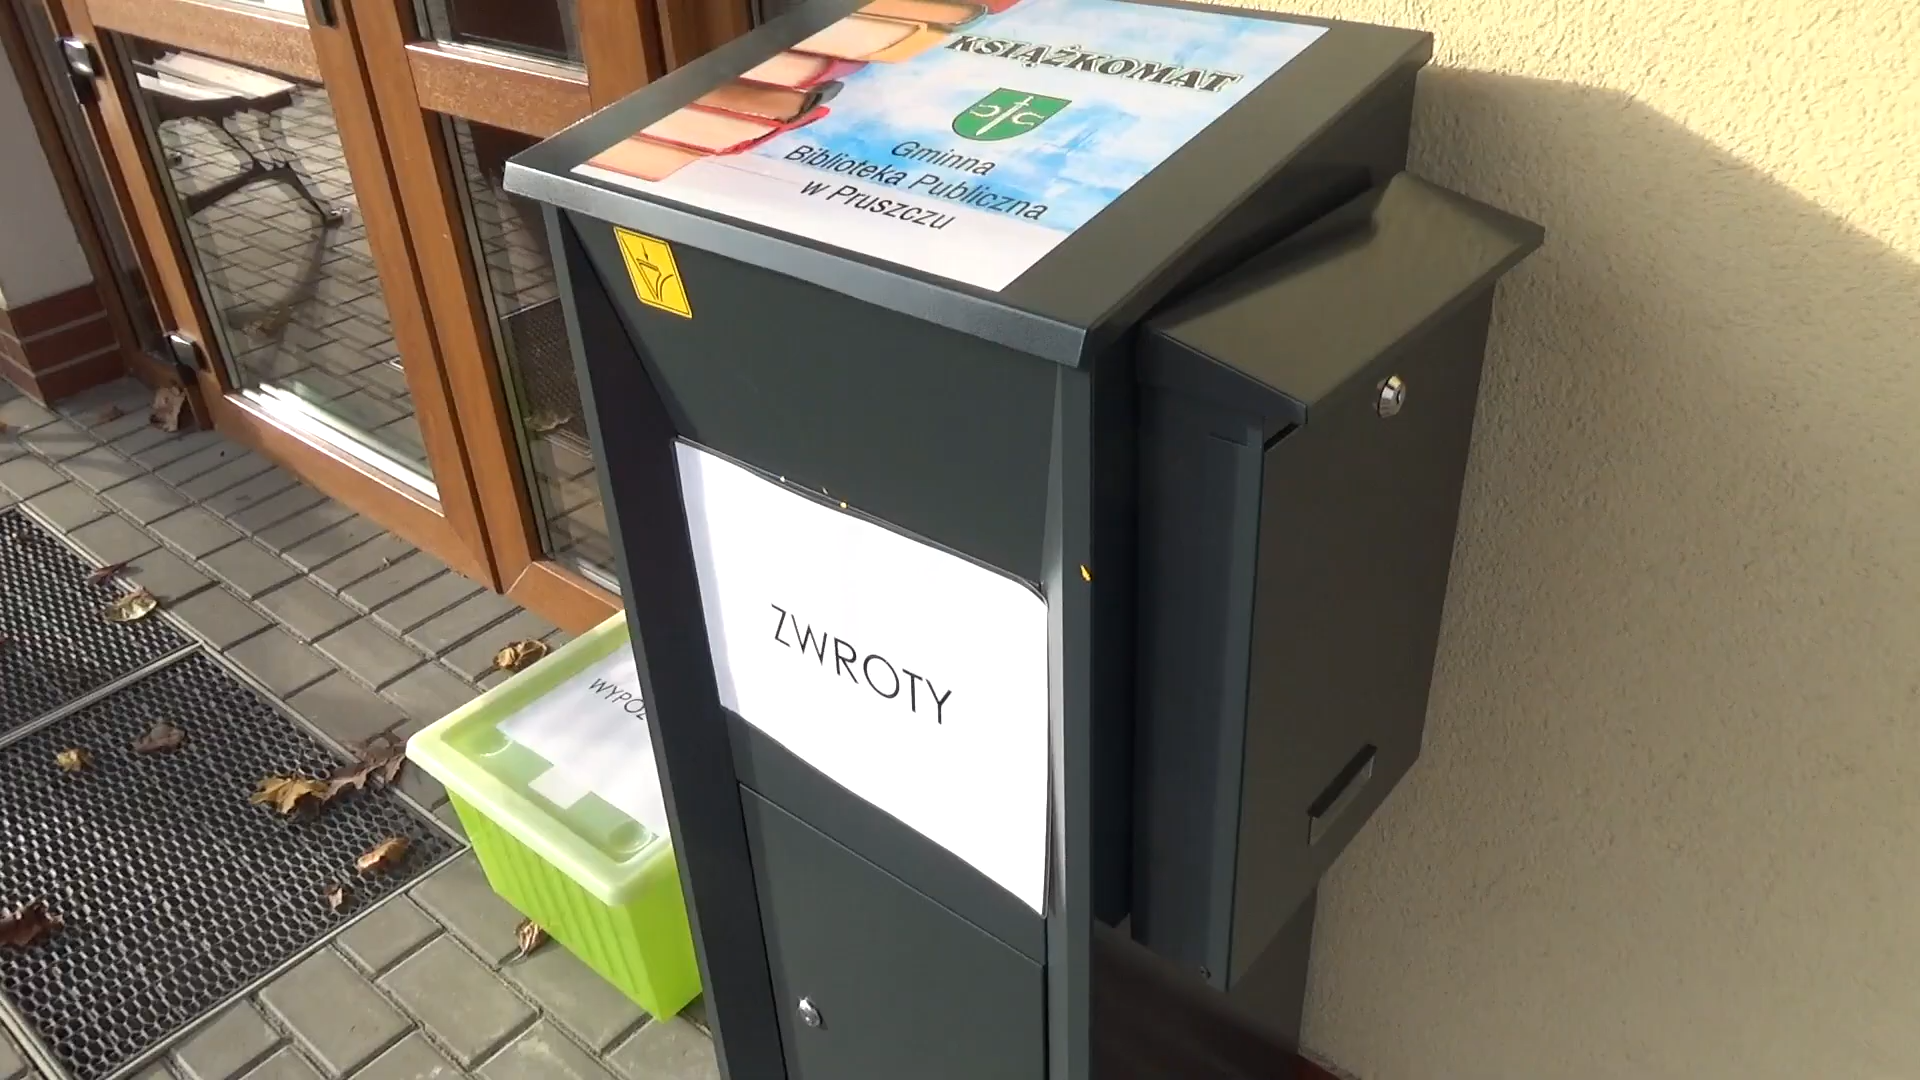 KSIĄŻKOMAT
Gminna
Biblioteka Publiczna
w Pruszczu
ZWROTY